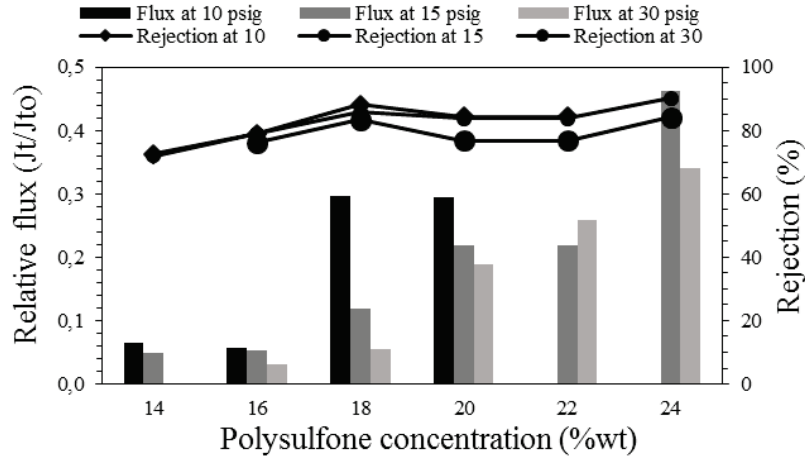 Flux at 10 psig Flux at 15 psig Flux at 30 psig
Rejection at 10 Rejection at 15 Rejection at 30
0,5 100
0,4 80
0,3 60
0,2 40
0,1 20
0,0 0
Relative flux (Jt/Jto)
Rejection (%)
14 16 18 20 22 24
Polysulfone concentration (%wt)